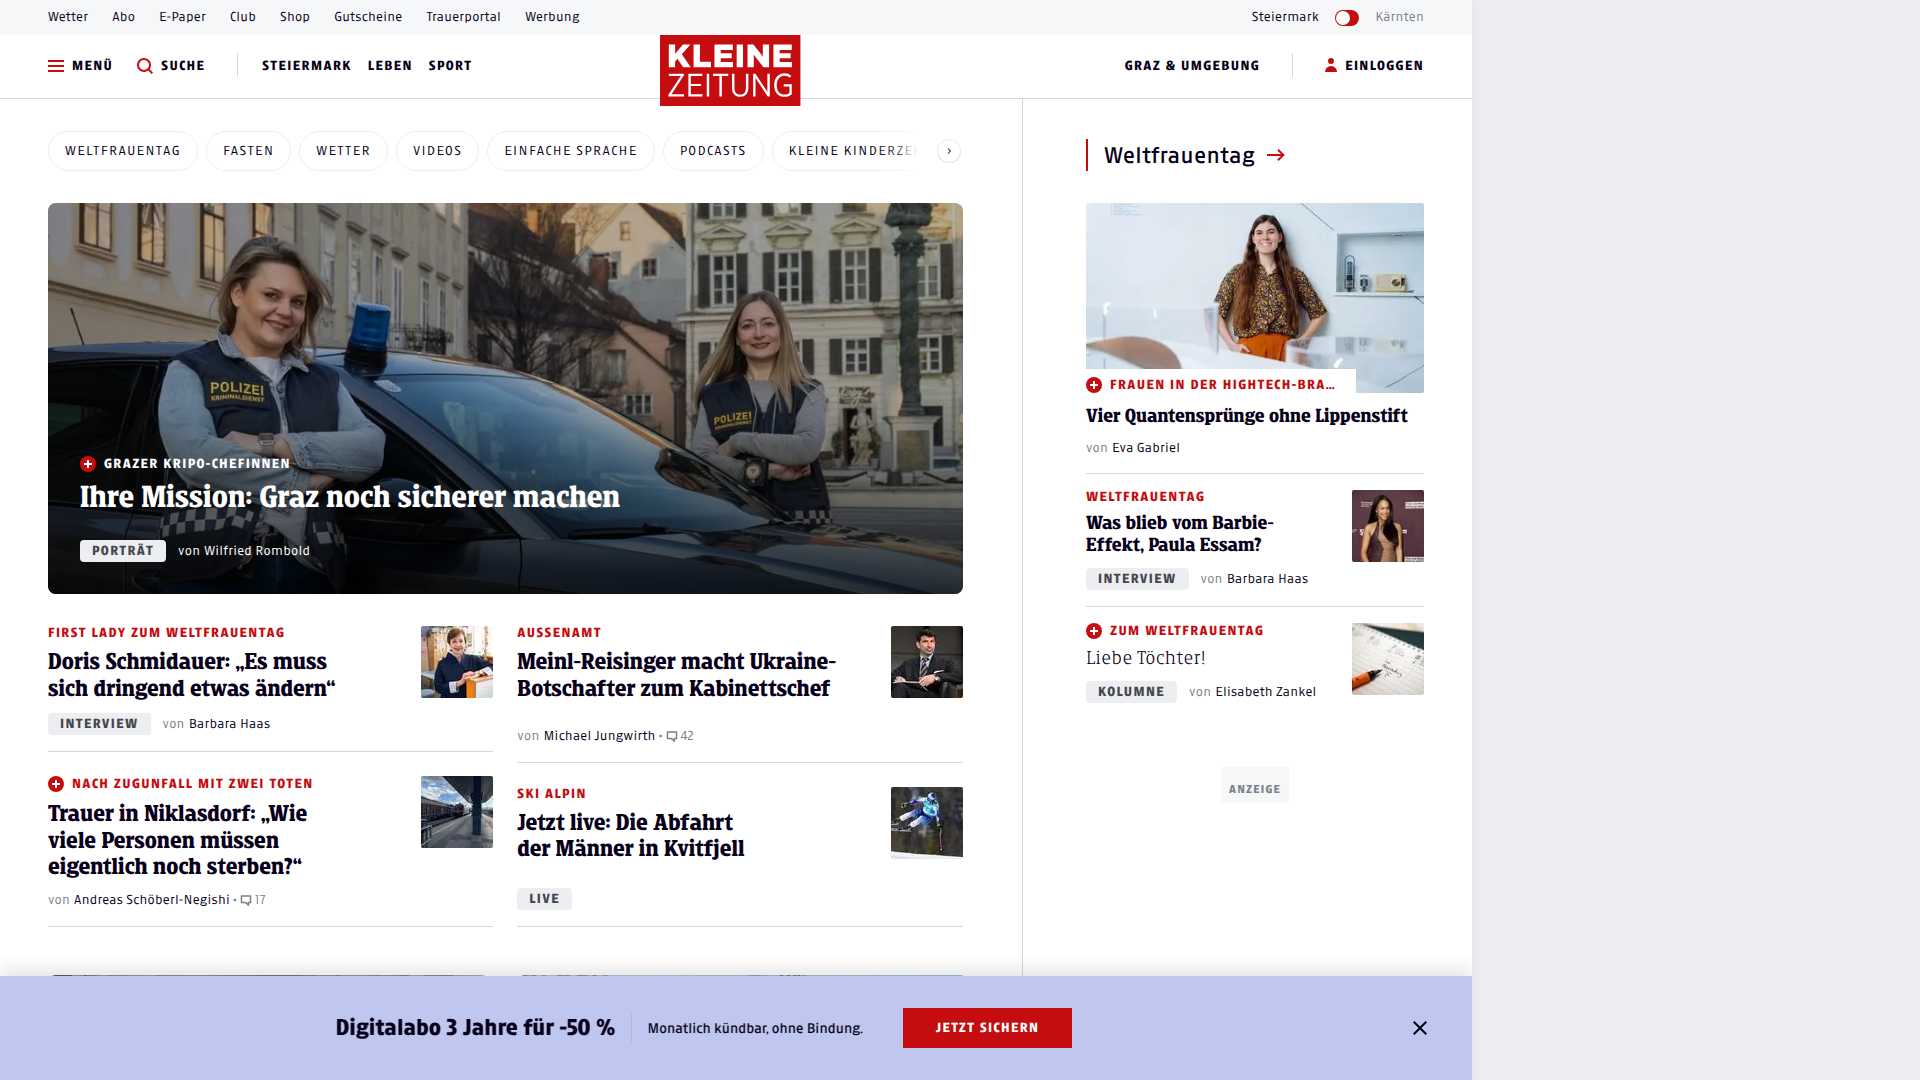 Wetter Abo E-Paper Club Shop Gutscheine Trauerportal Werbung Steiermark Kärnten
MENÜ SUCHE STEIERMARK LEBEN SPORT KLEINE ZEITUNG GRAZ & UMGEBUNG EINLOGGEN
WELTFRAUENTAG FASTEN WETTER VIDEOS EINFACHE SPRACHE PODCASTS KLEINE KINDERZEI
POLIZEI
KRIMINALDIENST
POLIZEI
KRIMINALDIENST
GRAZER KRIPO-CHEFINNEN
Ihre Mission: Graz noch sicherer machen
PORTRÄT von Wilfried Rombold
FIRST LADY ZUM WELTFRAUENTAG
Doris Schmidauer: „Es muss
sich dringend etwas ändern“
INTERVIEW von Barbara Haas
NACH ZUGUNFALL MIT ZWEI TOTEN
Trauer in Niklasdorf: „Wie
viele Personen müssen
eigentlich noch sterben?“
von Andreas Schöberl-Negishi • 17
AUSSENAMT
Meinl-Reisinger macht Ukraine-
Botschafter zum Kabinettschef
von Michael Jungwirth • 42
SKI ALPIN
Jetzt live: Die Abfahrt
der Männer in Kvitfjell
LIVE
Weltfrauentag
FRAUEN IN DER HIGHTECH-BRA...
Vier Quantensprünge ohne Lippenstift
von Eva Gabriel
WELTFRAUENTAG
Was blieb vom Barbie-
Effekt, Paula Essam?
INTERVIEW von Barbara Haas
ZUM WELTFRAUENTAG
Liebe Töchter!
KOLUMNE von Elisabeth Zankel
ANZEIGE
Digitalabo 3 Jahre für -50 % Monatlich kündbar, ohne Bindung. JETZT SICHERN